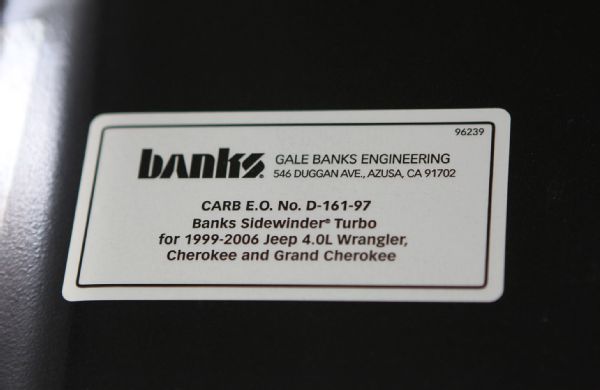 96239
banks. GALE BANKS ENGINEERING
546 DUGGAN AVE., AZUSA, CA 91702
CARB E.O. No. D-161-97
Banks Sidewinder® Turbo
for 1999-2006 Jeep 4.0L Wrangler,
Cherokee and Grand Cherokee